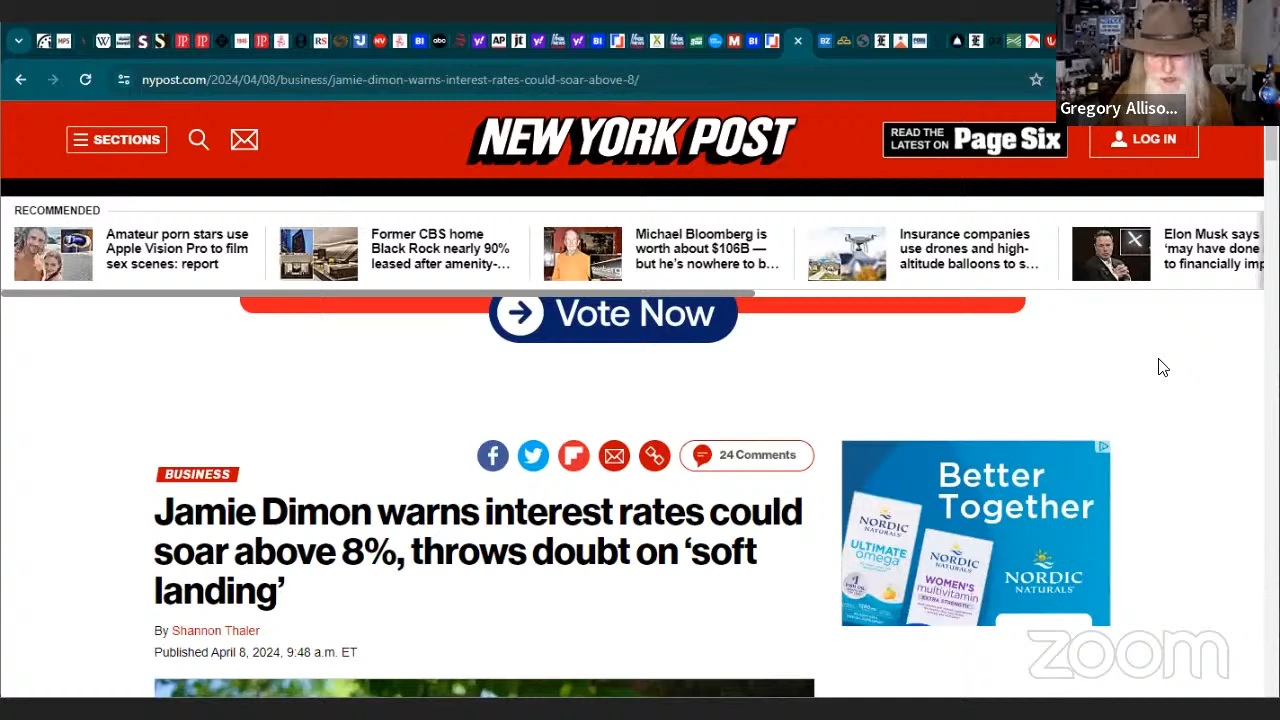 nypost.com/2024/04/08/business/jamie-dimon-warns-interest-rates-could-soar-above-8/
Gregory Alliso...
SECTIONS
NEW YORK POST
READ THE
LATEST ON
Page Six
LOG IN
RECOMMENDED
Amateur porn stars use
Apple Vision Pro to film
sex scenes: report
Former CBS home
Black Rock nearly 90%
leased after amenity-...
Michael Bloomberg is
worth about $106B —
but he's nowhere to b...
Insurance companies
use drones and high-
altitude balloons to s...
Elon Musk says
'may have done
to financially imp
Vote Now
24 Comments
BUSINESS
Jamie Dimon warns interest rates could
soar above 8%, throws doubt on ‘soft
landing’
By Shannon Thaler
Published April 8, 2024, 9:48 a.m. ET
Better
Together
NORDIC
NATURALS
ULTIMATE
omega
NORDIC
NATURALS
WOMEN'S
multivitamin
EXTRA STRENGTH
NORDIC
NATURALS
zoom